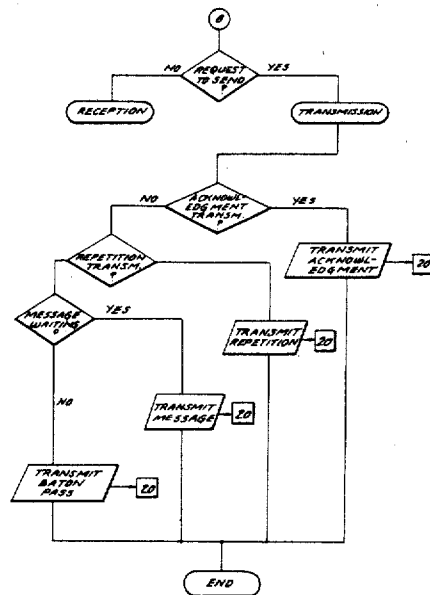 8
NO
REQUEST
TO SEND
?
YES
RECEPTION
TRANSMISSION
NO
ACKNOWL-
EDGMENT
TRANSM.
?
YES
REPETITION
TRANSM.
?
TRANSMIT
ACKNOWL-
EDGMENT
20
MESSAGE
WAITING
?
YES
TRANSMIT
REPETITION
20
NO
TRANSMIT
MESSAGE
20
TRANSMIT
BATON
PASS
20
END